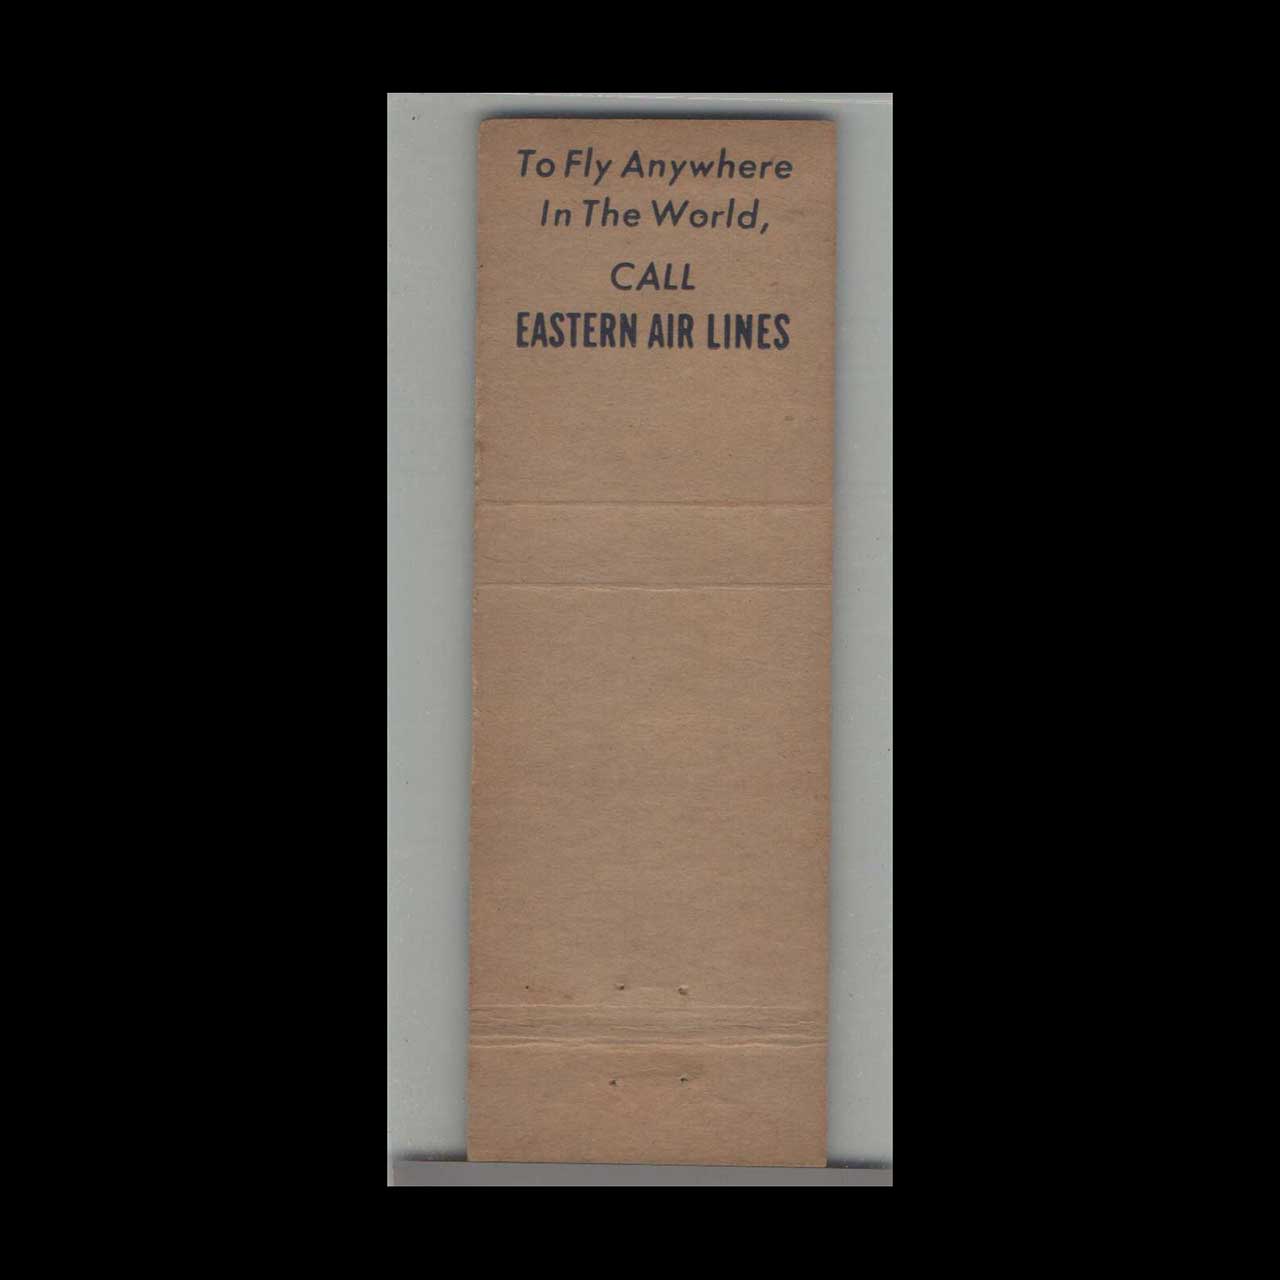 To Fly Anywhere
In The World,
CALL
EASTERN AIR LINES